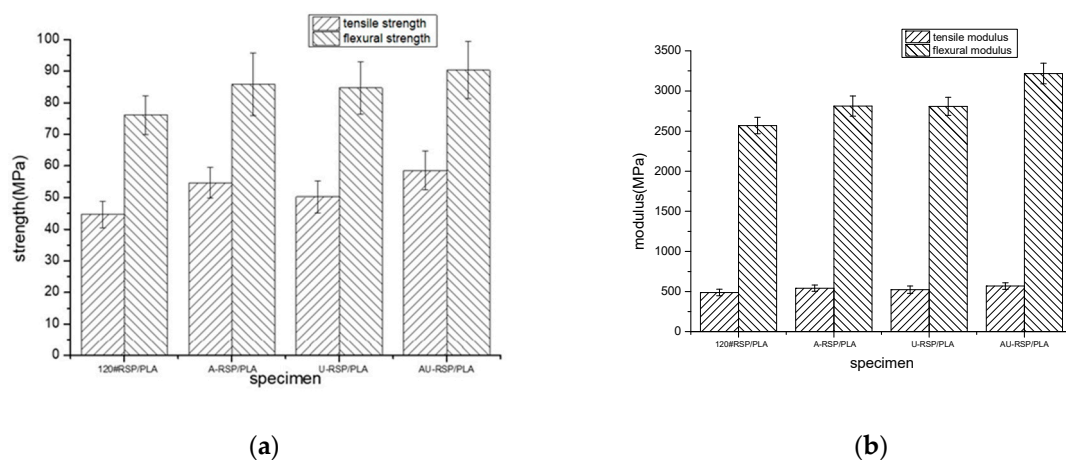 tensile strength
flexural strength
100
90
80
70
60
50
40
30
20
10
0
strength(MPa)
120#RSP/PLA A-RSP/PLA U-RSP/PLA AU-RSP/PLA
specimen
(a)
tensile modulus
flexural modulus
3500
3000
2500
2000
1500
1000
500
0
modulus(MPa)
120#RSP/PLA A-RSP/PLA U-RSP/PLA AU-RSP/PLA
specimen
(b)